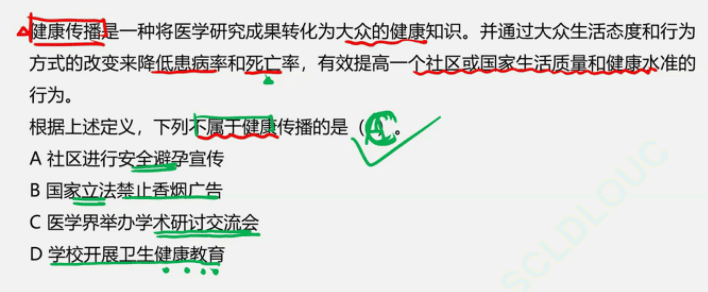 健康传播是一种将医学研究成果转化为大众的健康知识。并通过大众生活态度和行为
方式的改变来降低患病率和死亡率，有效提高一个社区或国家生活质量和健康水准的
行为。
根据上述定义，下列不属于健康传播的是（C）。
A 社区进行安全避孕宣传
B 国家立法禁止香烟广告
C 医学界举办学术研讨交流会
D 学校开展卫生健康教育
SCLDLOUC